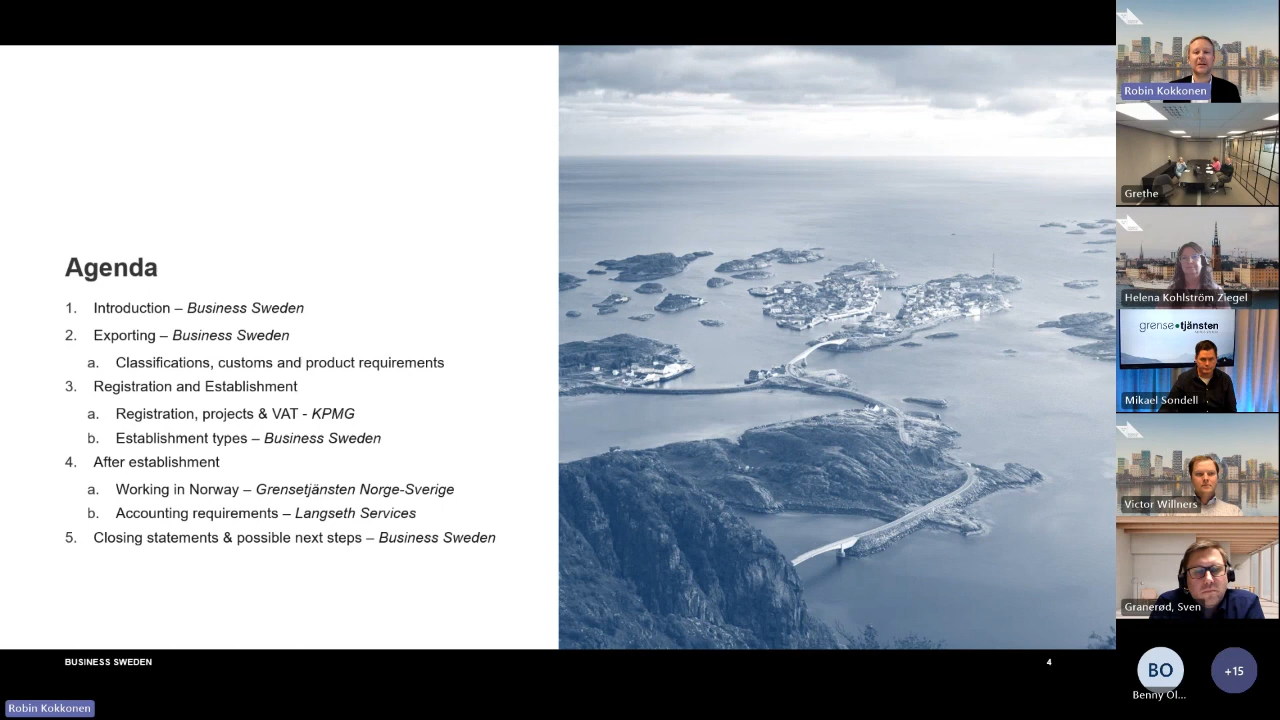 Agenda
1. Introduction – Business Sweden
2. Exporting – Business Sweden
a. Classifications, customs and product requirements
3. Registration and Establishment
a. Registration, projects & VAT - KPMG
b. Establishment types – Business Sweden
4. After establishment
a. Working in Norway – Grensetjänsten Norge-Sverige
b. Accounting requirements – Langseth Services
5. Closing statements & possible next steps – Business Sweden
BUSINESS SWEDEN
4
Robin Kokkonen
Robin Kokkonen
Grethe
Helena Kohlström Ziegel
grense•tjänsten
Mikael Sondell
Victor Willners
Granerød, Sven
BO
Benny Ol...
+15